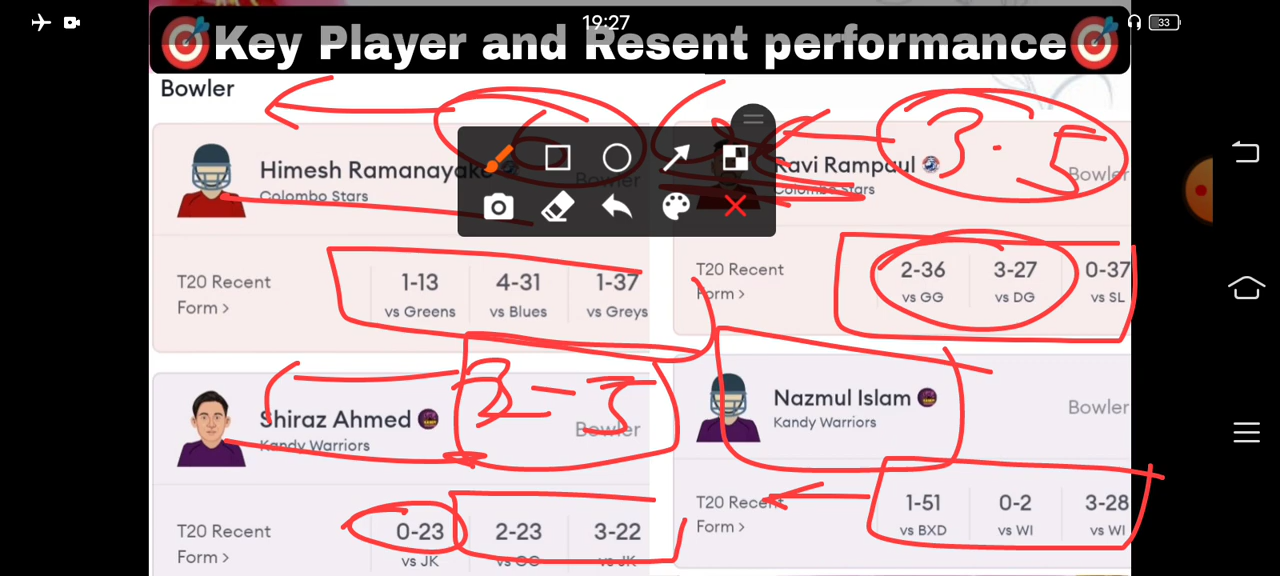 19:27
33
🎯Key Player and Resent performance🎯
Bowler
Himesh Ramanayake
Bowler
Colombo Stars
T20 Recent
Form >
1-13 4-31 1-37
vs Greens vs Blues vs Greys
Ravi Rampaul
Bowler
Colombo Stars
3.5
T20 Recent
Form >
2-36 3-27 0-37
vs GG vs DG vs SL
Shiraz Ahmed
Bowler
Kandy Warriors
T20 Recent
Form >
0-23 2-23 3-22
vs JK vs GG vs JK
Nazmul Islam
Bowler
Kandy Warriors
T20 Recent
Form >
1-51 0-2 3-28
vs BXD vs WI vs WI